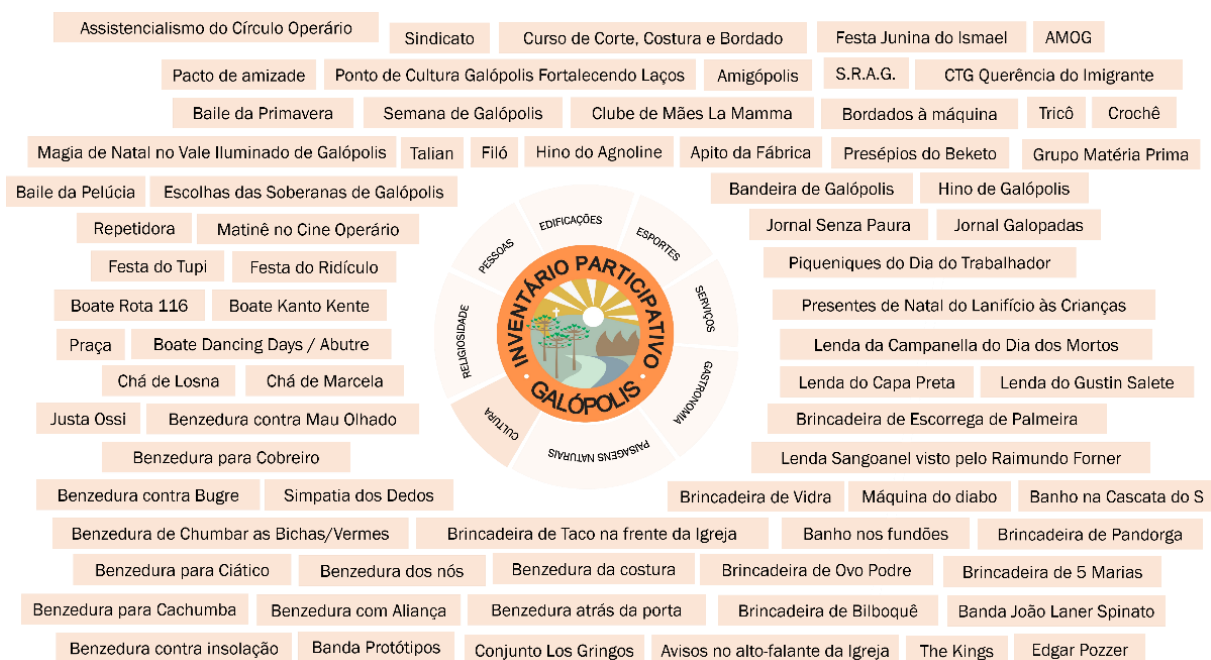 Assistencialismo do Círculo Operário
Sindicato
Curso de Corte, Costura e Bordado
Festa Junina do Ismael
AMOG
Pacto de amizade
Ponto de Cultura Galópolis Fortalecendo Laços
Amigópolis
S.R.A.G.
CTG Querência do Imigrante
Baile da Primavera
Semana de Galópolis
Clube de Mães La Mamma
Bordados à máquina
Tricô
Crochê
Magia de Natal no Vale Iluminado de Galópolis
Talian
Filó
Hino do Agnoline
Apito da Fábrica
Presépios do Beketo
Grupo Matéria Prima
Baile da Pelúcia
Escolhas das Soberanas de Galópolis
Bandeira de Galópolis
Hino de Galópolis
Repetidora
Matinê no Cine Operário
Jornal Senza Paura
Jornal Galopadas
Festa do Tupi
Festa do Ridículo
Piqueniques do Dia do Trabalhador
Boate Rota 116
Boate Kanto Kente
Presentes de Natal do Lanifício às Crianças
Praça
Boate Dancing Days / Abutre
Lenda da Campanella do Dia dos Mortos
Chá de Losna
Chá de Marcela
Lenda do Capa Preta
Lenda do Gustin Salete
Justa Ossi
Benzedura contra Mau Olhado
Brincadeira de Escorrega de Palmeira
Benzedura para Cobreiro
Lenda Sangoanel visto pelo Raimundo Forner
Benzedura contra Bugre
Simpatia dos Dedos
Brincadeira de Vidra
Máquina do diabo
Banho na Cascata do S
Benzedura de Chumbar as Bichas/Vermes
Brincadeira de Taco na frente da Igreja
Banho nos fundões
Brincadeira de Pandorga
Benzedura para Ciático
Benzedura dos nós
Benzedura da costura
Brincadeira de Ovo Podre
Brincadeira de 5 Marias
Benzedura para Cachumba
Benzedura com Aliança
Benzedura atrás da porta
Brincadeira de Bilboquê
Banda João Laner Spinato
Benzedura contra insolação
Banda Protótipos
Conjunto Los Gringos
Avisos no alto-falante da Igreja
The Kings
Edgar Pozzer
EDIFICAÇÕES
ESPORTES
SERVIÇOS
GASTRONOMIA
PAISAGENS NATURAIS
CULTURA
RELIGIOSIDADE
PESSOAS
INVENTÁRIO PARTICIPATIVO
GALÓPOLIS